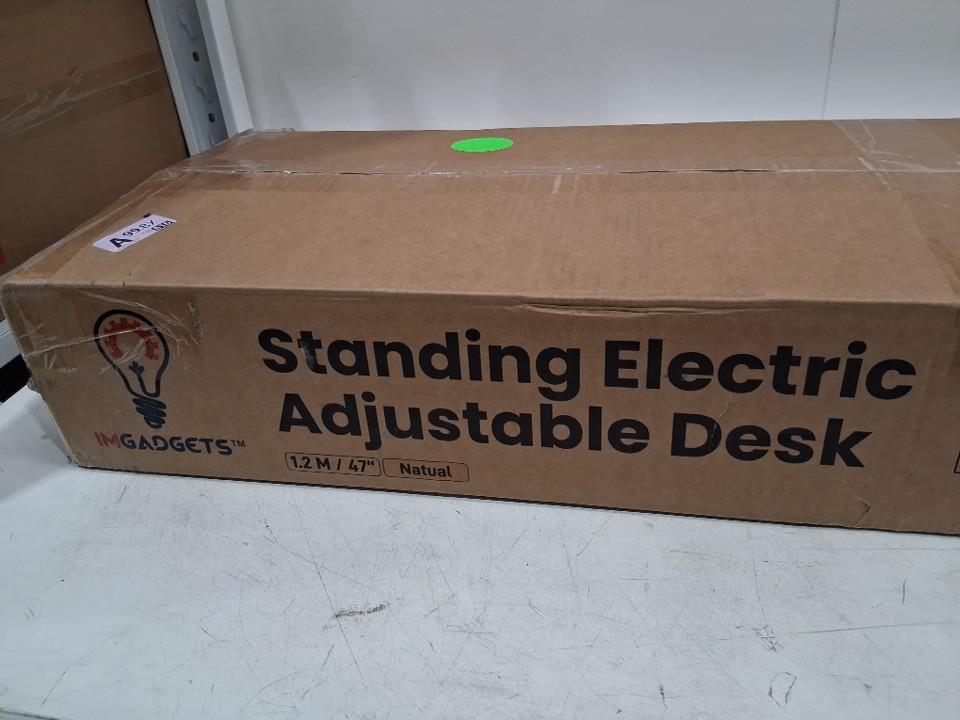 A
IMGADGETS™
Standing Electric
Adjustable Desk
1.2 M / 47"
Natual